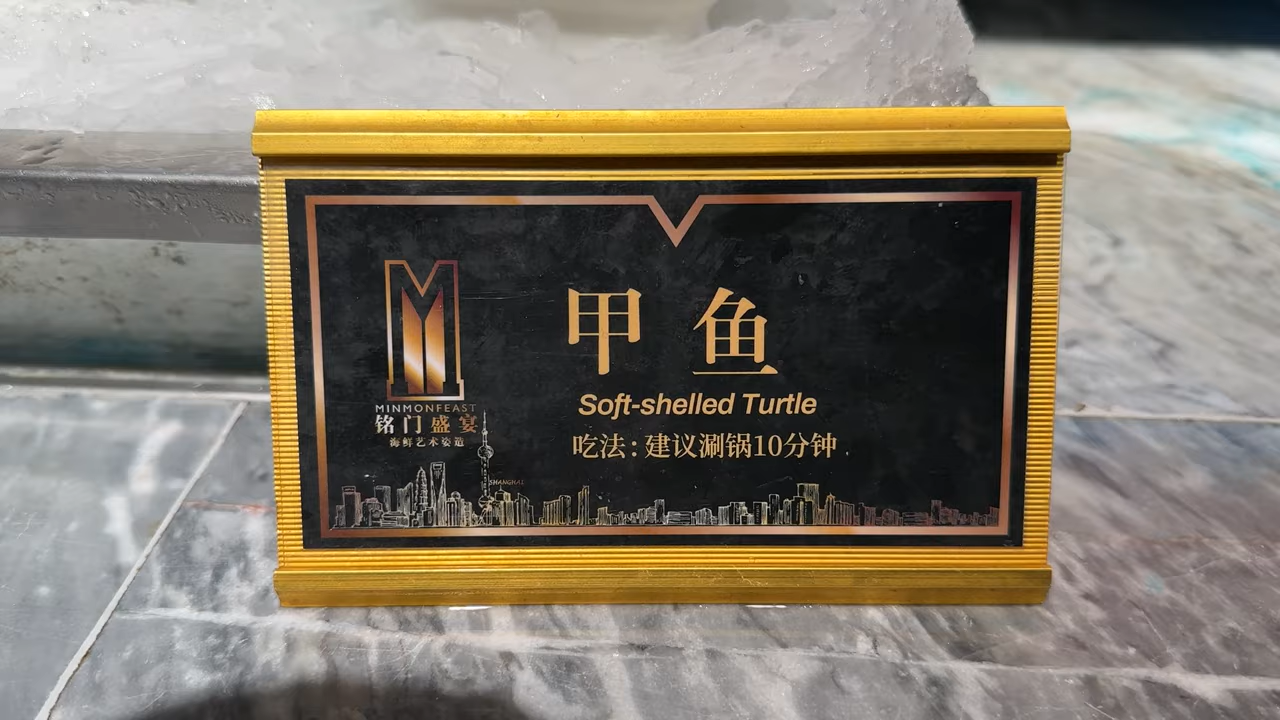 MINMONFEAST
铭门盛宴
海鲜艺术姿造
甲鱼
Soft-shelled Turtle
吃法：建议涮锅10分钟
SHANGHAI